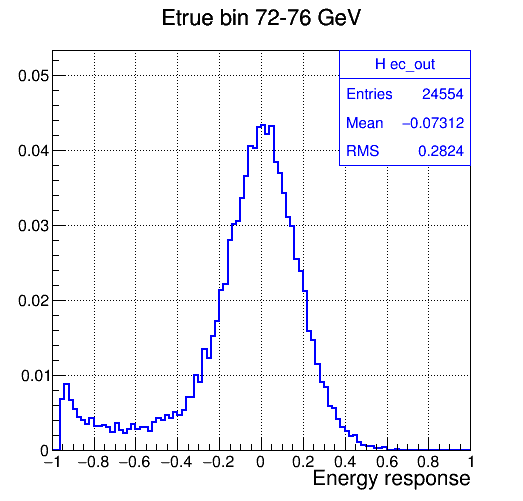 Etrue bin 72-76 GeV
H ec_out
Entries 24554
Mean −0.07312
RMS 0.2824
0.05
0.04
0.03
0.02
0.01
0
−1 −0.8 −0.6 −0.4 −0.2 0 0.2 0.4 0.6 0.8 1
Energy response